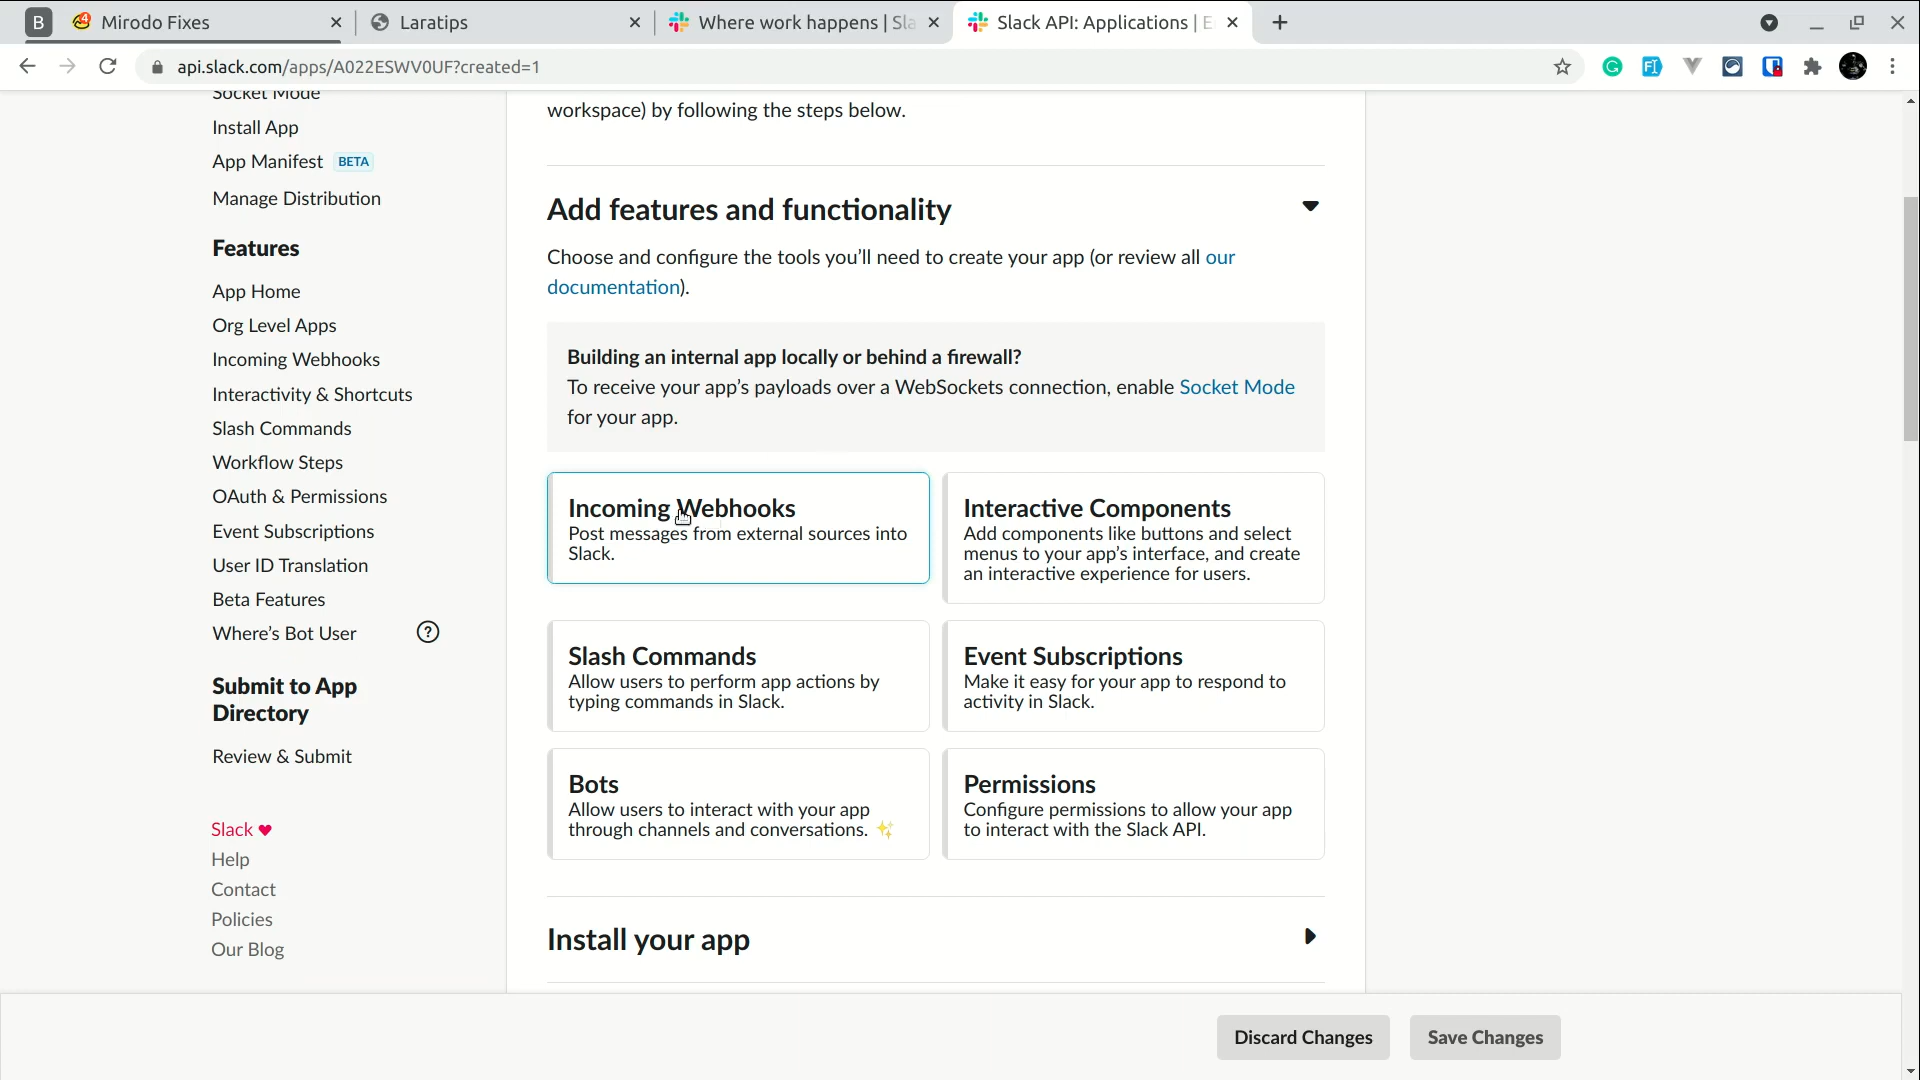 B
4
Mirodo Fixes
Laratips
Where work happens | Sla
Slack API: Applications | E
api.slack.com/apps/A022ESWV0UF?created=1
Socket Mode
Install App
App Manifest BETA
Manage Distribution
Features
App Home
Org Level Apps
Incoming Webhooks
Interactivity & Shortcuts
Slash Commands
Workflow Steps
OAuth & Permissions
Event Subscriptions
User ID Translation
Beta Features
Where's Bot User ?
Submit to App
Directory
Review & Submit
Slack ♥
Help
Contact
Policies
Our Blog
workspace) by following the steps below.
Add features and functionality
Choose and configure the tools you'll need to create your app (or review all our
documentation).
Building an internal app locally or behind a firewall?
To receive your app's payloads over a WebSockets connection, enable Socket Mode
for your app.
Incoming Webhooks
Post messages from external sources into
Slack.
Interactive Components
Add components like buttons and select
menus to your app's interface, and create
an interactive experience for users.
Slash Commands
Allow users to perform app actions by
typing commands in Slack.
Event Subscriptions
Make it easy for your app to respond to
activity in Slack.
Bots
Allow users to interact with your app
through channels and conversations. ✨
Permissions
Configure permissions to allow your app
to interact with the Slack API.
Install your app
Discard Changes
Save Changes